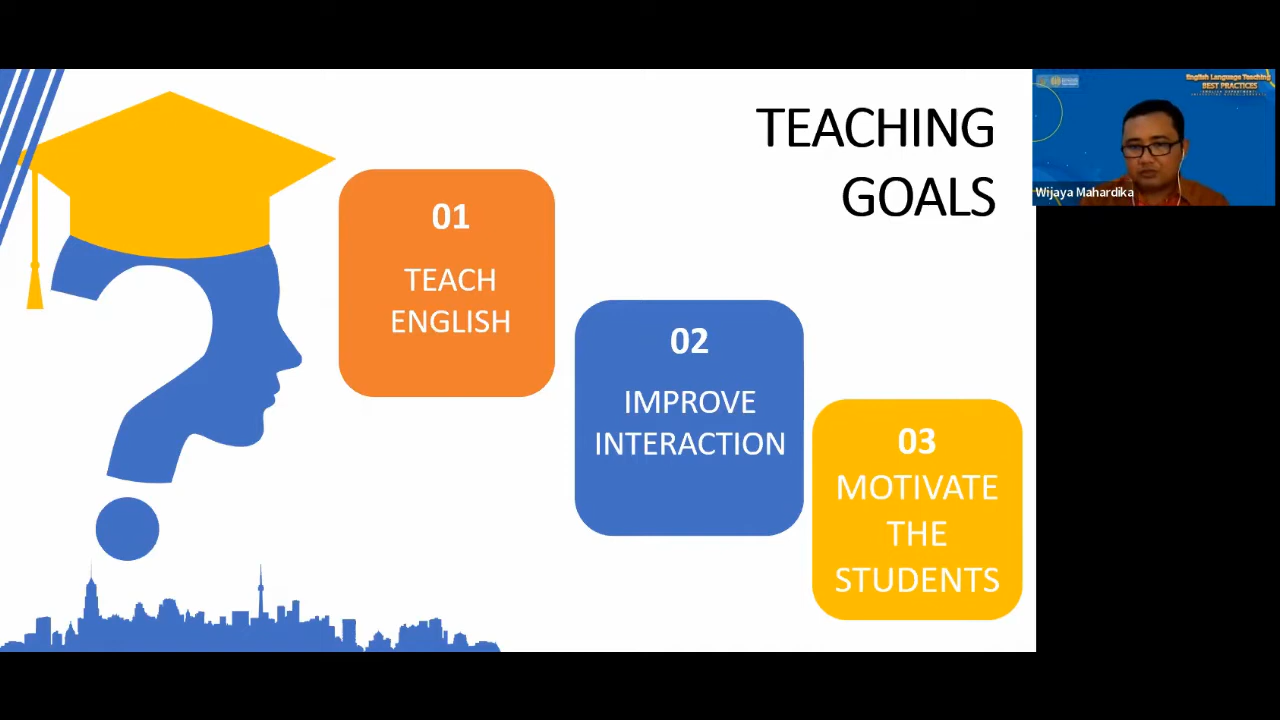 TEACHING
GOALS
01
TEACH
ENGLISH
02
IMPROVE
INTERACTION
03
MOTIVATE
THE
STUDENTS
English Language Teaching
BEST PRACTICES
Wijaya Mahardika